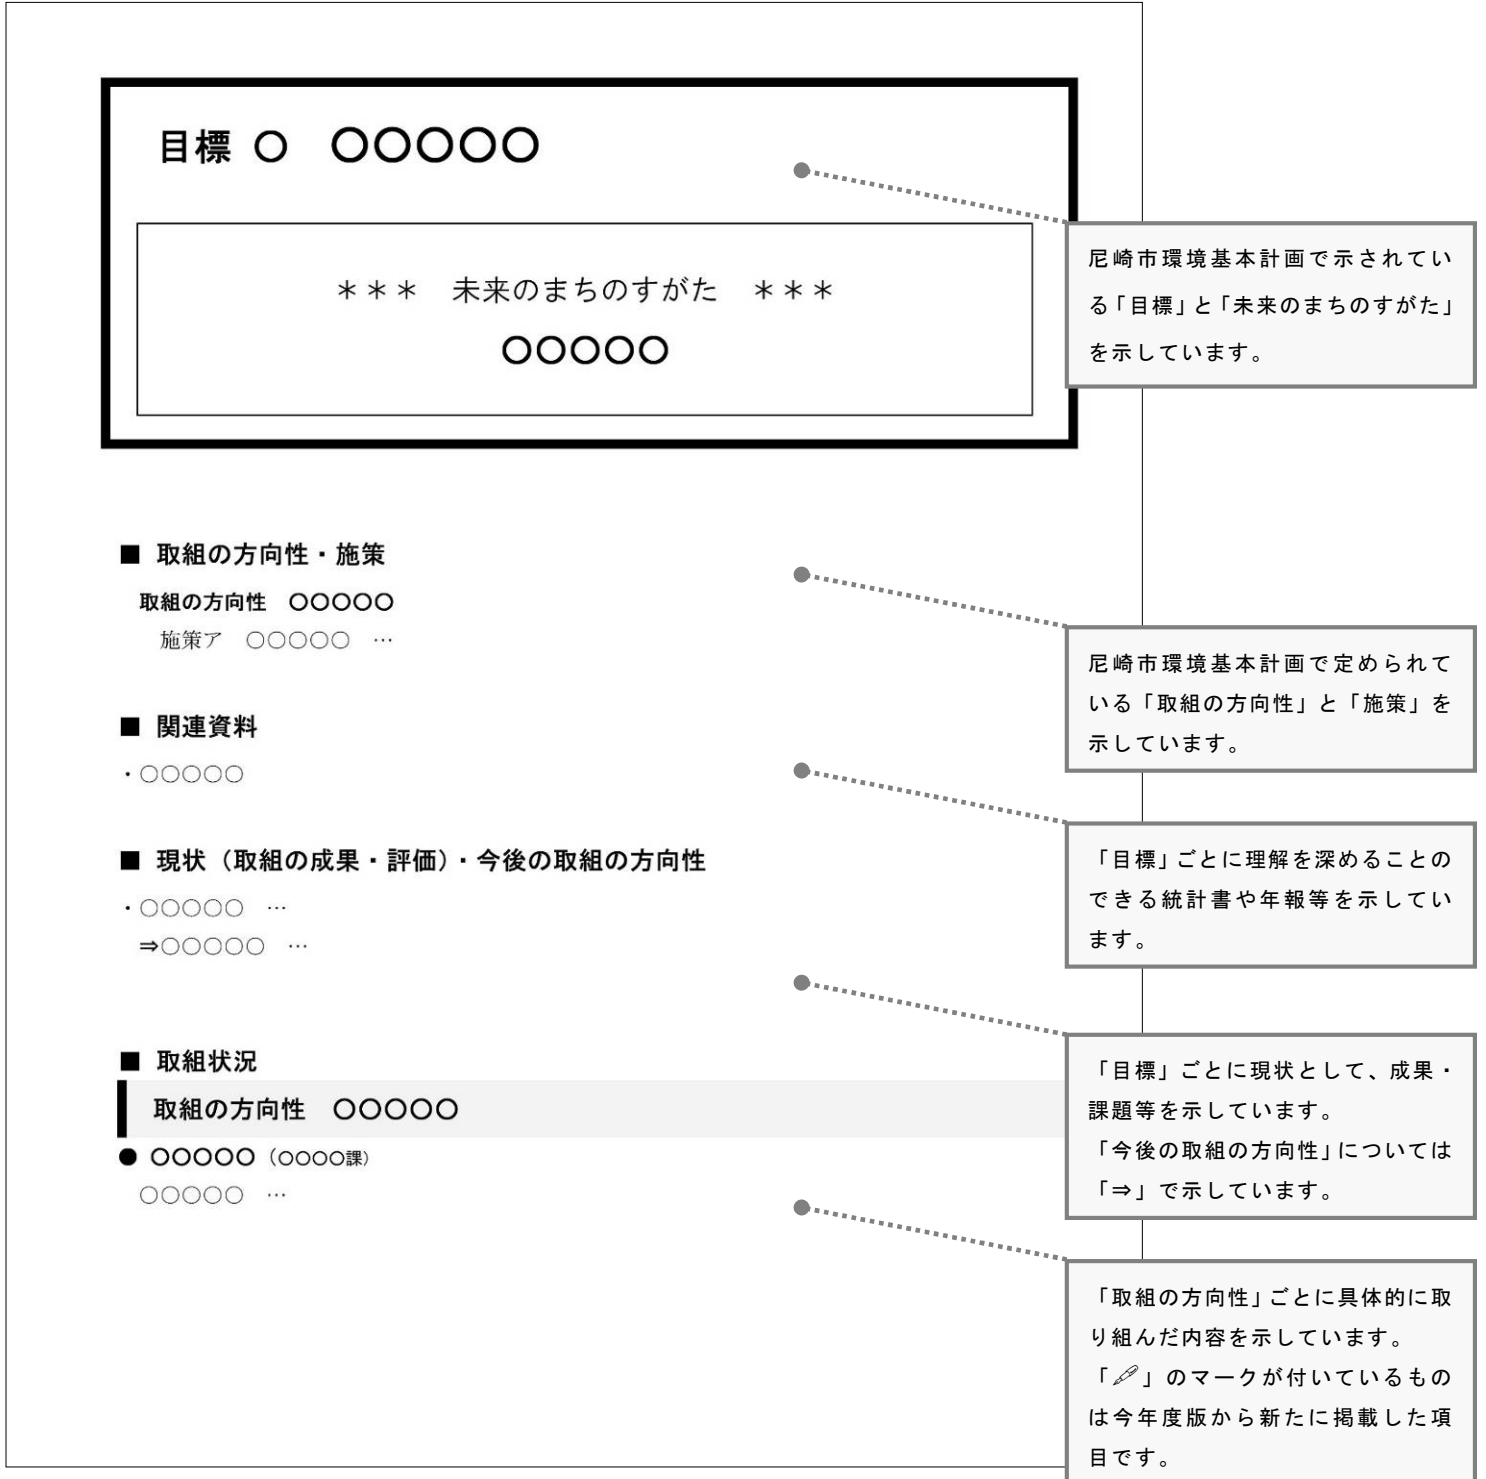 目標 ○ ○○○○○
尼崎市環境基本計画で示されてい
る「目標」と「未来のまちのすがた」
を示しています。
＊＊＊ 未来のまちのすがた ＊＊＊
○○○○○
■ 取組の方向性・施策
取組の方向性 ○○○○○
施策ア ○○○○○ …
尼崎市環境基本計画で定められて
いる「取組の方向性」と「施策」を
示しています。
■ 関連資料
・○○○○○
「目標」ごとに理解を深めることの
できる統計書や年報等を示してい
ます。
■ 現状（取組の成果・評価）・今後の取組の方向性
・○○○○○ …
⇒○○○○○ …
「目標」ごとに現状として、成果・
課題等を示しています。
「今後の取組の方向性」については
「⇒」で示しています。
■ 取組状況
取組の方向性 ○○○○○
● ○○○○○（○○○○課）
○○○○○ …
「取組の方向性」ごとに具体的に取
り組んだ内容を示しています。
「🖋」のマークが付いているもの
は今年度版から新たに掲載した項
目です。